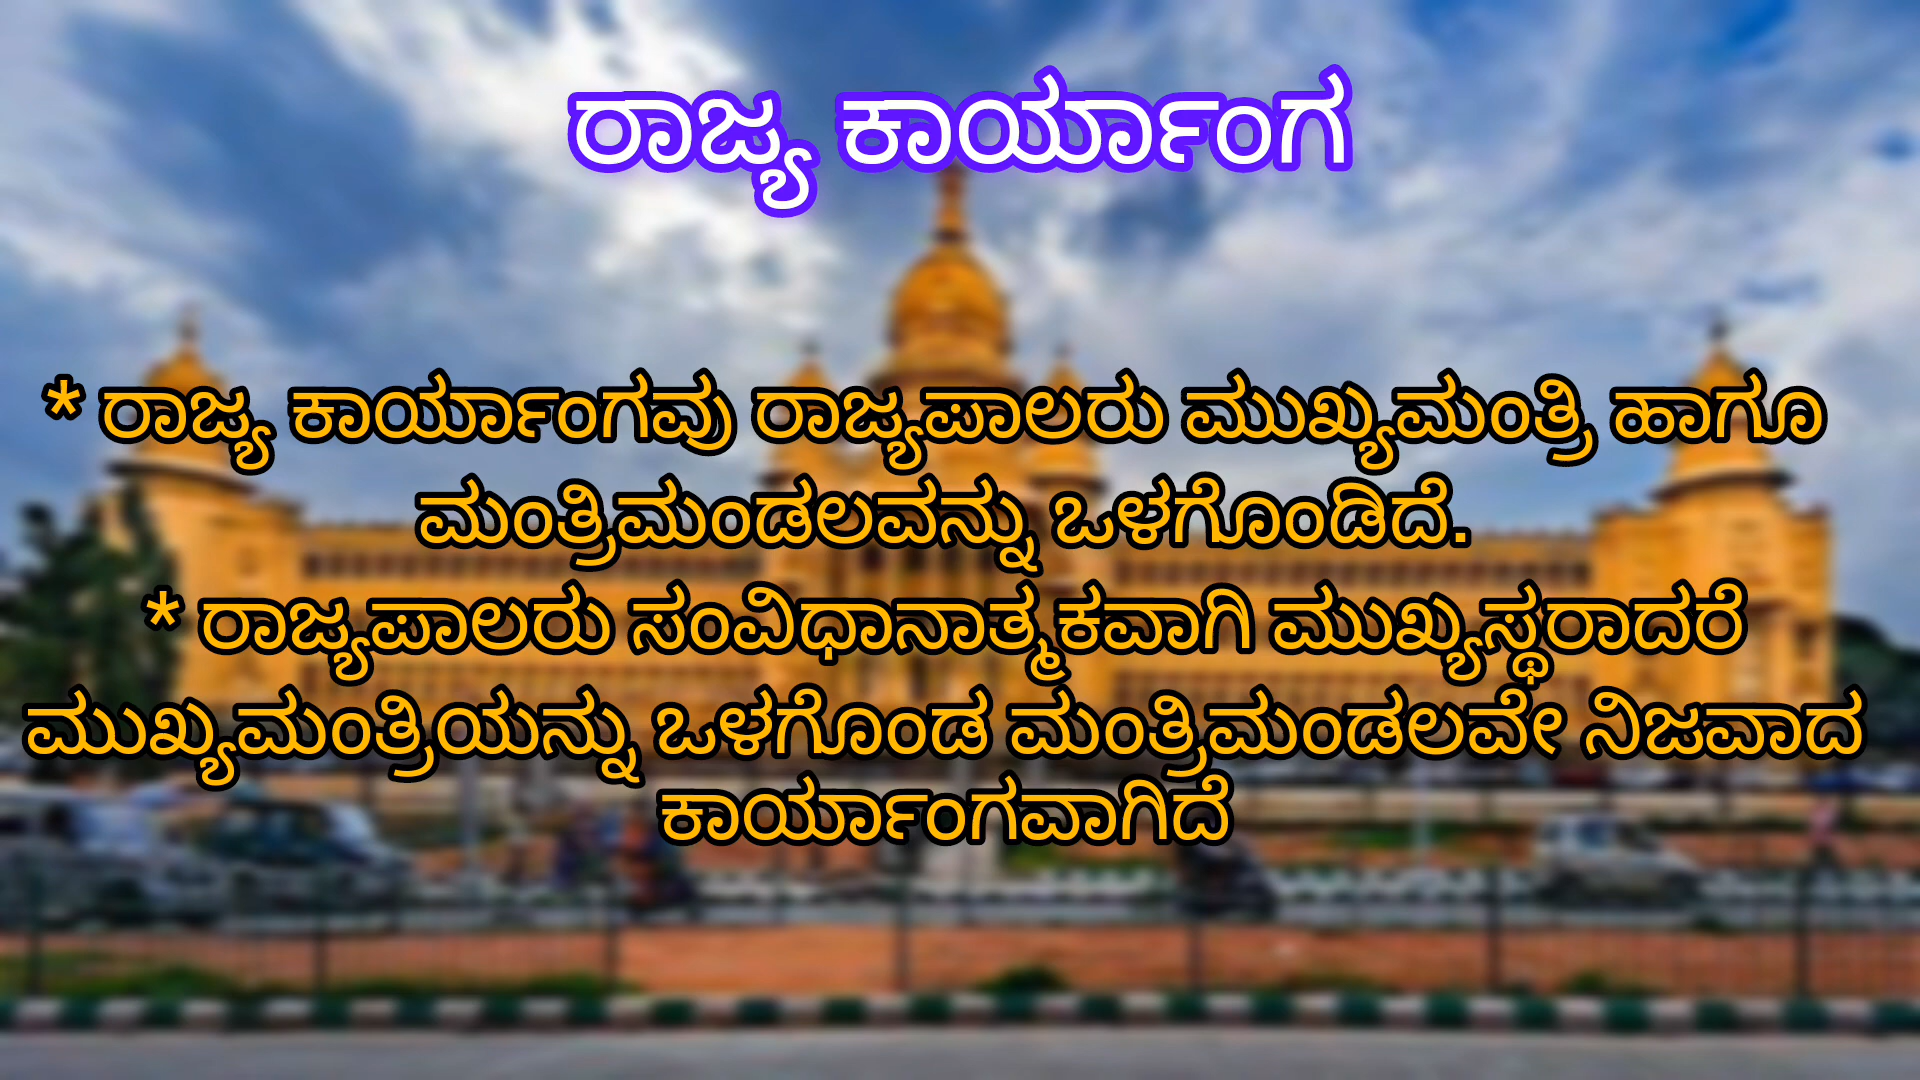 ರಾಜ್ಯ ಕಾರ್ಯಾಂಗ
* ರಾಜ್ಯ ಕಾರ್ಯಾಂಗವು ರಾಜ್ಯಪಾಲರು ಮುಖ್ಯಮಂತ್ರಿ ಹಾಗೂ
ಮಂತ್ರಿಮಂಡಲವನ್ನು ಒಳಗೊಂಡಿದೆ.
* ರಾಜ್ಯಪಾಲರು ಸಂವಿಧಾನಾತ್ಮಕವಾಗಿ ಮುಖ್ಯಸ್ಥರಾದರೆ
ಮುಖ್ಯಮಂತ್ರಿಯನ್ನು ಒಳಗೊಂಡ ಮಂತ್ರಿಮಂಡಲವೇ ನಿಜವಾದ
ಕಾರ್ಯಾಂಗವಾಗಿದೆ